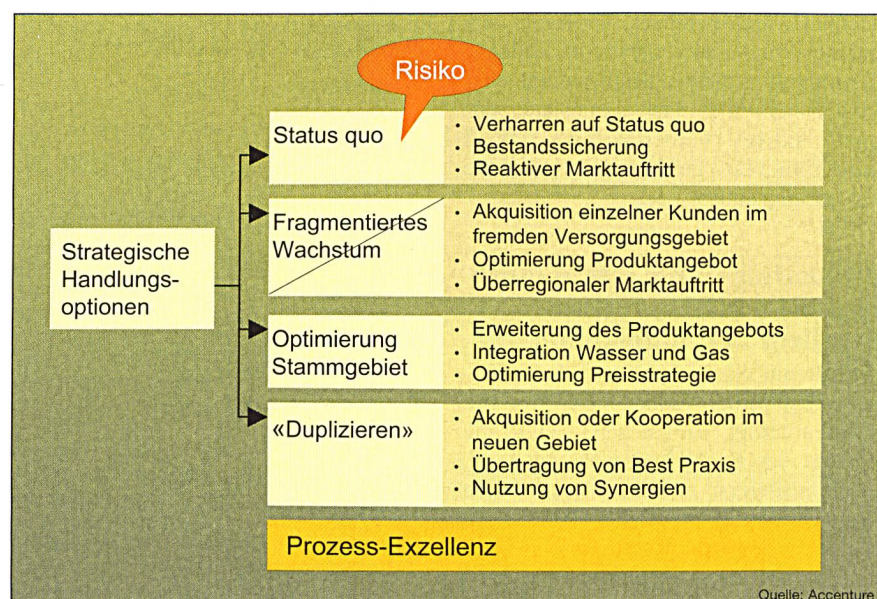 Risiko
Status quo
• Verharren auf Status quo
• Bestandssicherung
• Reaktiver Marktauftritt
Strategische
Handlungs-
optionen
Fragmentiertes
Wachstum
• Akquisition einzelner Kunden im
fremden Versorgungsgebiet
• Optimierung Produktangebot
• Überregionaler Marktauftritt
Optimierung
Stammgebiet
• Erweiterung des Produktangebots
• Integration Wasser und Gas
• Optimierung Preisstrategie
«Duplizieren»
• Akquisition oder Kooperation im
neuen Gebiet
• Übertragung von Best Praxis
• Nutzung von Synergien
Prozess-Exzellenz
Quelle: Accenture